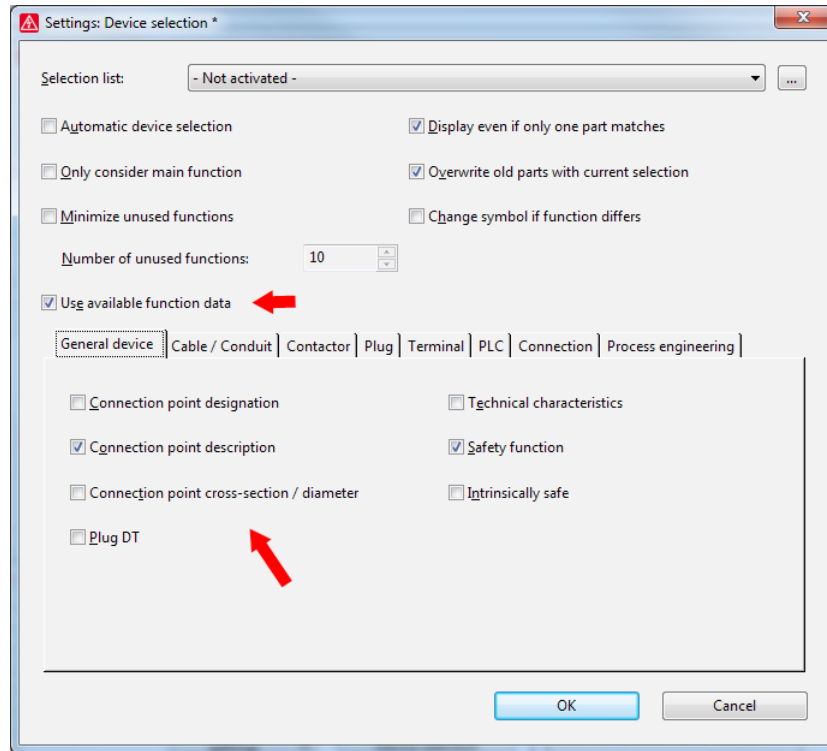 Settings: Device selection *
Selection list: - Not activated - ...
Automatic device selection Display even if only one part matches
Only consider main function Overwrite old parts with current selection
Minimize unused functions Change symbol if function differs
Number of unused functions: 10
Use available function data
General device Cable / Conduit Contactor Plug Terminal PLC Connection Process engineering
Connection point designation Technical characteristics
Connection point description Safety function
Connection point cross-section / diameter Intrinsically safe
Plug DT
OK Cancel